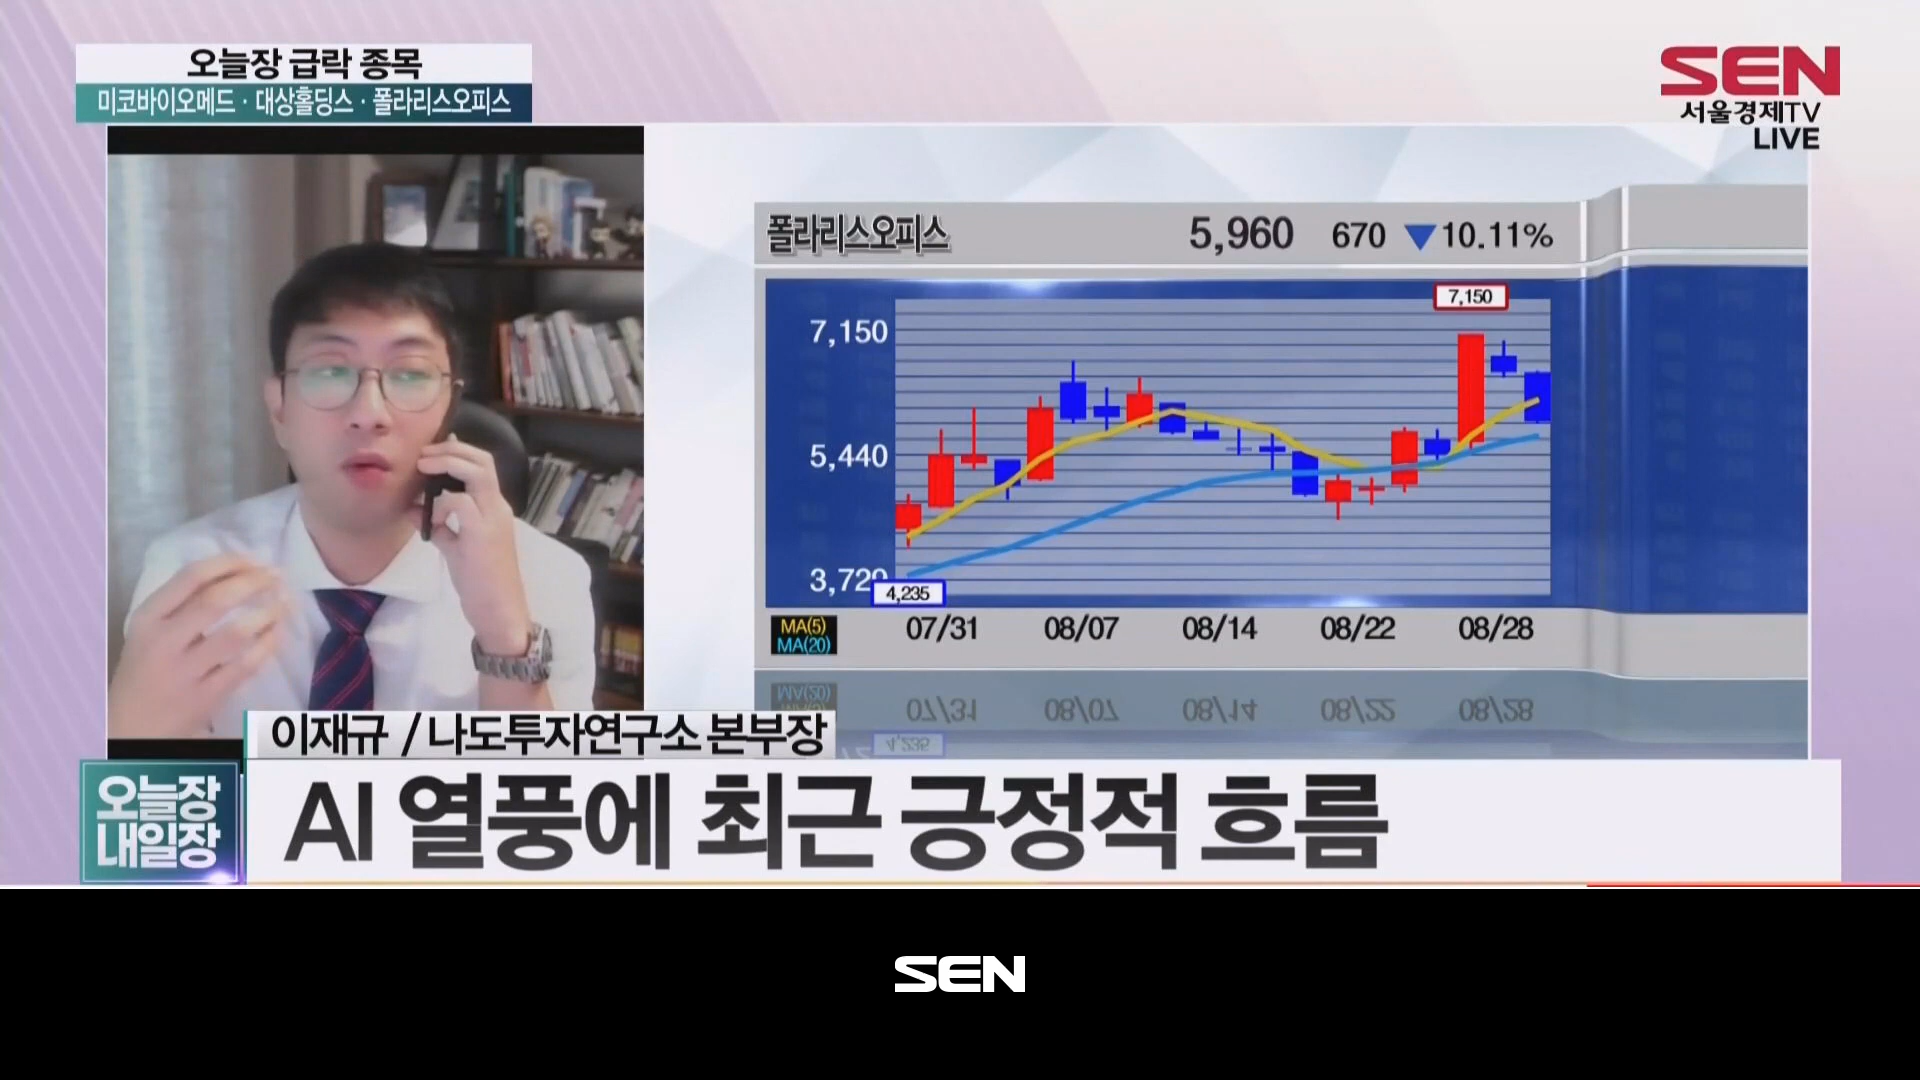 오늘장 급락 종목
미코바이오메드 · 대상홀딩스 · 폴라리스오피스
SEN
서울경제TV
LIVE
폴라리스오피스 5,960 670 ▼10.11%
7,150
7,150
5,440
3,720
4,235
MA(5)
MA(20)
07/31 08/07 08/14 08/22 08/28
이재규 / 나도투자연구소 본부장
오늘장
내일장
AI 열풍에 최근 긍정적 흐름
SEN